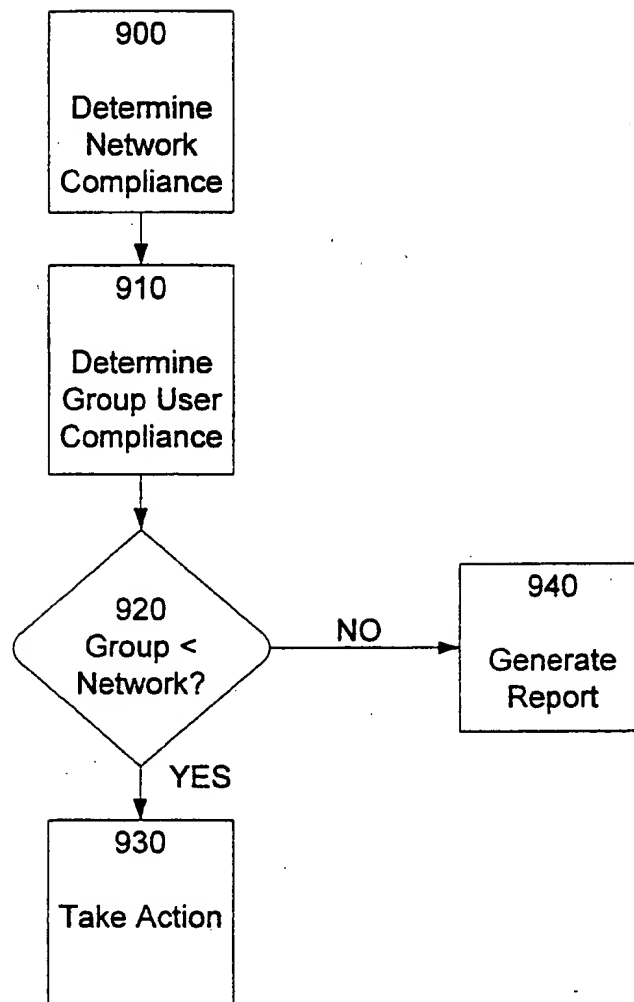 900
Determine
Network
Compliance
910
Determine
Group User
Compliance
920
Group <
Network?
NO
940
Generate
Report
YES
930
Take Action